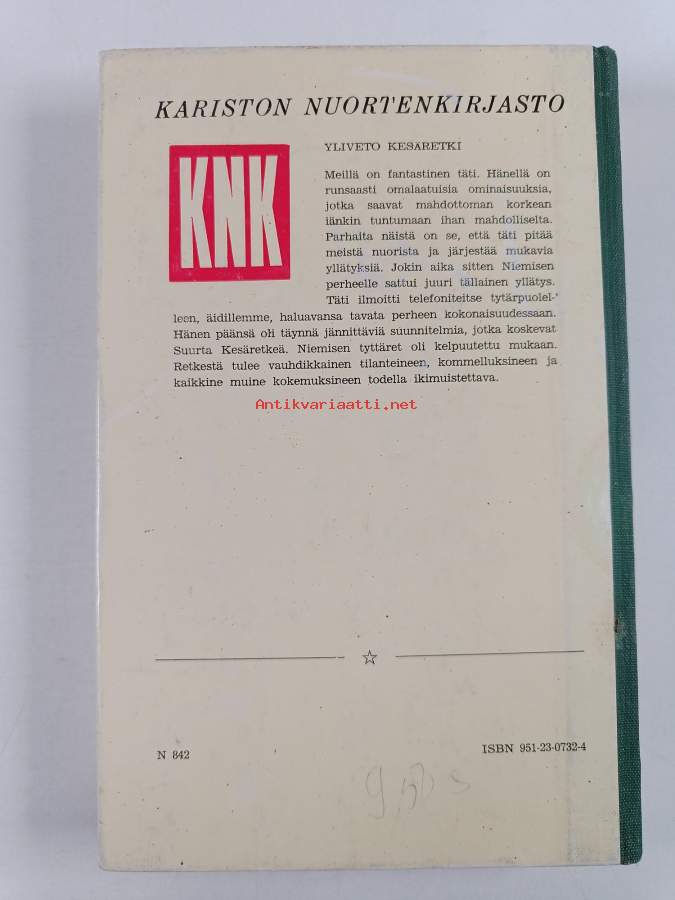 KARISTON NUORTENKIRJASTO
KNK
YLIVETO KESÄRETKI
Meillä on fantastinen täti. Hänellä on
runsaasti omalaatuisia ominaisuuksia,
jotka saavat mahdottoman korkean
iänkin tuntumaan ihan mahdolliselta.
Parhaita näistä on se, että täti pitää
meistä nuorista ja järjestää mukavia
yllätyksiä. Jokin aika sitten Niemisen
perheelle sattui juuri tällainen yllätys.
Täti ilmoitti telefoniteitse tytärpuolel-
leen, äidillemme, haluavansa tavata perheen kokonaisuudessaan.
Hänen päänsä oli täynnä jännittäviä suunnitelmia, jotka koskevat
Suurta Kesäretkeä. Niemisen tyttäret oli kelpuutettu mukaan.
Retkestä tulee vauhdikkainen tilanteineen, kommelluksineen ja
kaikkine muine kokemuksineen todella ikimuistettava.
Antikvariaatti.net
N 842
ISBN 951-23-0732-4